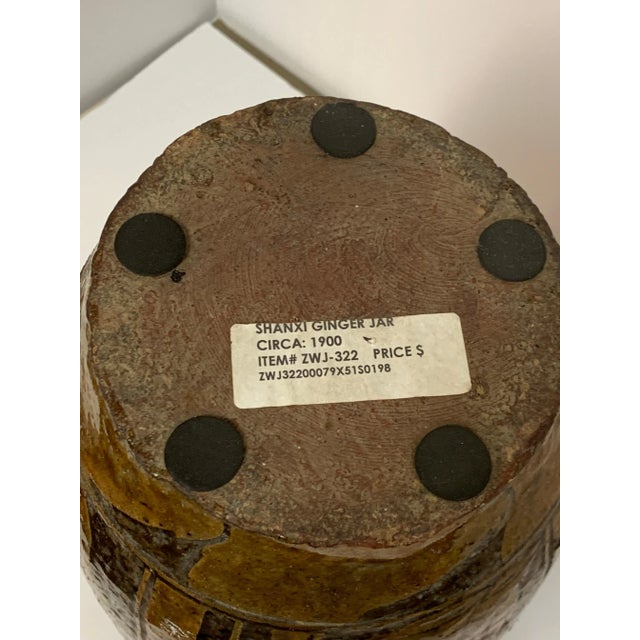 SHANXI GINGER JAR
CIRCA: 1900
ITEM# ZWJ-322 PRICE $
ZWJ32200079X51S0198